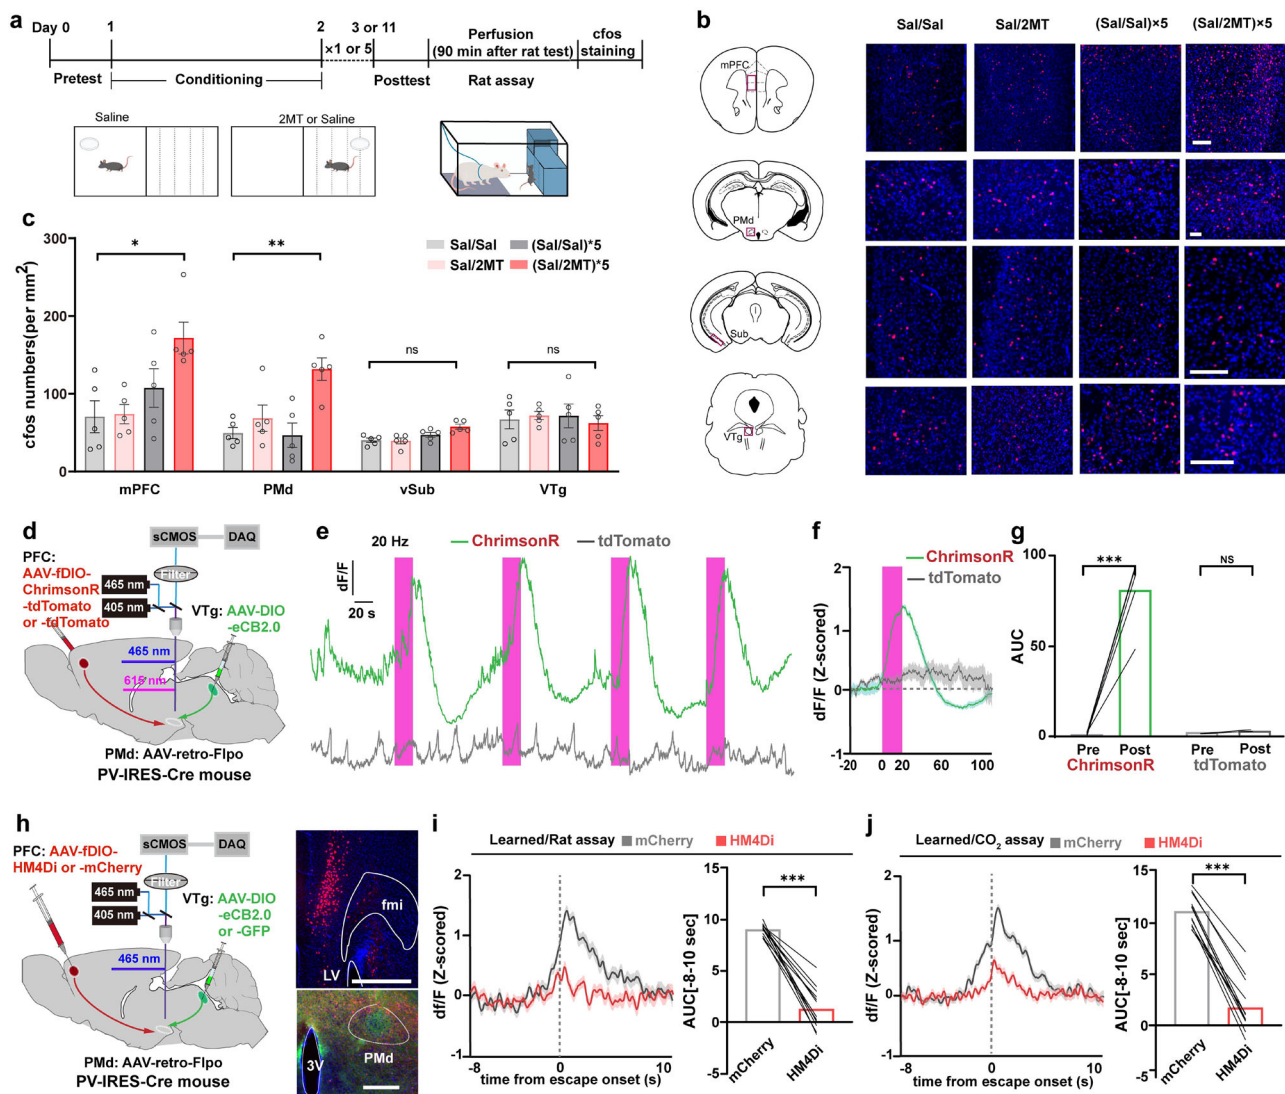 a
Day 0
1
2
3 or 11
×1 or 5
Perfusion
(90 min after rat test)
cfos
staining
Pretest
Conditioning
Posttest
Rat assay
Saline
2MT or Saline
b
Sal/Sal
Sal/2MT
(Sal/Sal)×5
(Sal/2MT)×5
mPFC
PMd
Sub
VTg
c
cfos numbers(per mm²)
300
200
100
0
*
**
ns
ns
Sal/Sal
(Sal/Sal)*5
Sal/2MT
(Sal/2MT)*5
mPFC
PMd
vSub
VTg
d
sCMOS
DAQ
PFC:
AAV-fDIO-
ChrimsonR
-tdTomato
or -tdTomato
Filter
465 nm
405 nm
VTg: AAV-DIO
-eCB2.0
465 nm
615 nm
PMd: AAV-retro-Flpo
PV-IRES-Cre mouse
e
20 Hz
ChrimsonR
tdTomato
dF/F
20 s
f
ChrimsonR
tdTomato
dF/F (Z-scored)
2
1
0
-1
-2
-20
0
20
60
100
g
AUC
100
50
0
***
NS
Pre
Post
Pre
Post
ChrimsonR
tdTomato
h
sCMOS
DAQ
PFC: AAV-fDIO-
HM4Di or -mCherry
Filter
465 nm
405 nm
VTg: AAV-DIO
-eCB2.0
or -GFP
465 nm
PMd: AAV-retro-Flpo
PV-IRES-Cre mouse
fmi
LV
PMd
3V
i
Learned/Rat assay
mCherry
HM4Di
df/F (Z-scored)
2
1
0
-1
-8
0
10
time from escape onset (s)
AUC[-8-10 sec]
15
10
5
0
-5
***
mCherry
HM4Di
j
Learned/CO₂ assay
mCherry
HM4Di
df/F (Z-scored)
2
1
0
-1
-8
0
10
time from escape onset (s)
AUC[-8-10 sec]
15
10
5
0
-5
***
mCherry
HM4Di